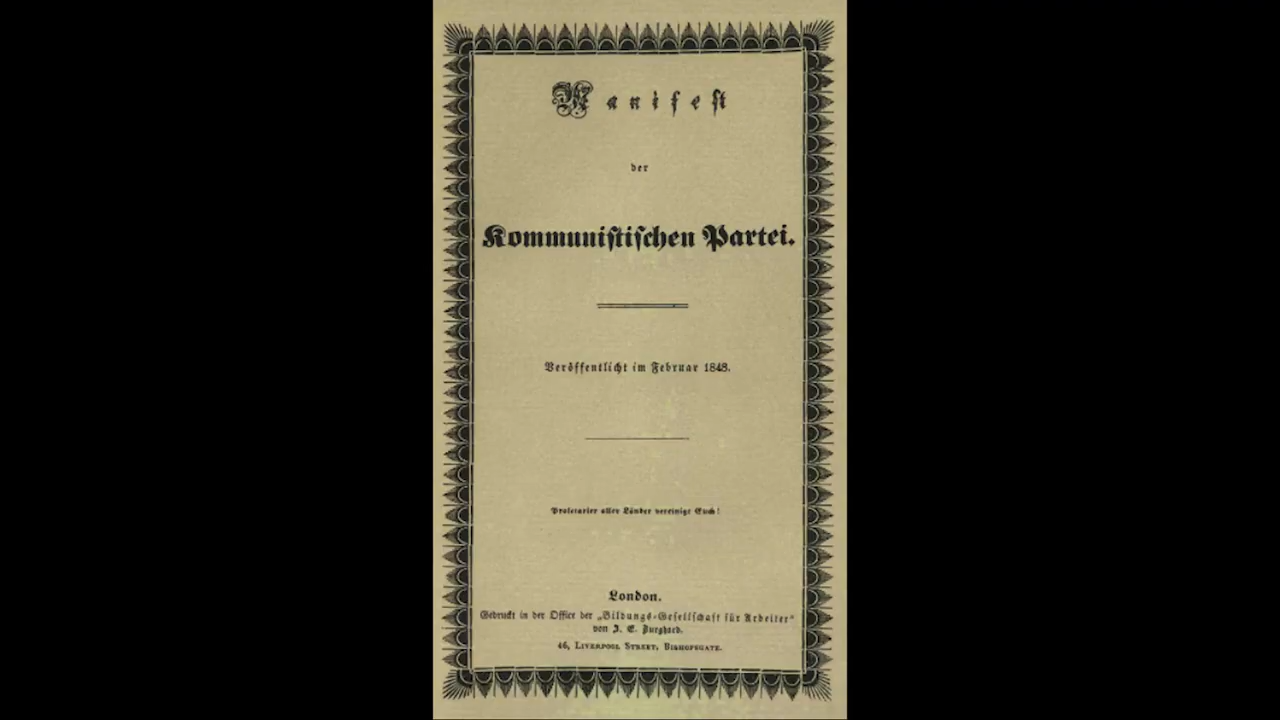 Manifest
der
Kommunistischen Partei.
Veröffentlicht im Februar 1848.
Proletarier aller Länder vereinigt Euch!
London.
Gedruckt in der Office der „Bildungs-Gesellschaft für Arbeiter“
von J. E. Burghard.
46, LIVERPOOL STREET, BISHOPSGATE.